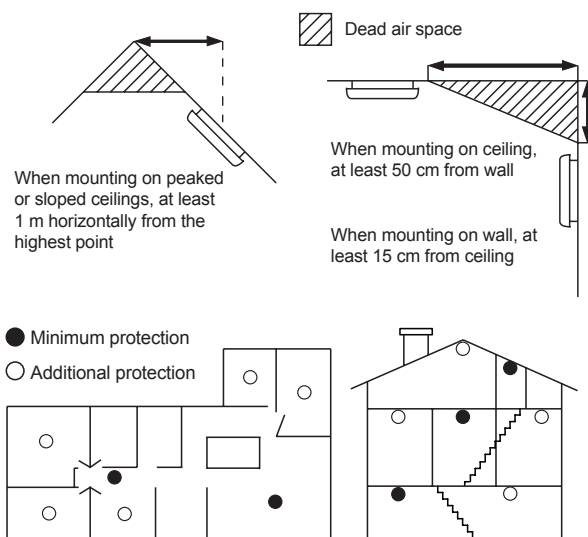 Dead air space
When mounting on peaked
or sloped ceilings, at least
1 m horizontally from the
highest point
When mounting on ceiling,
at least 50 cm from wall
When mounting on wall, at
least 15 cm from ceiling
Minimum protection
Additional protection